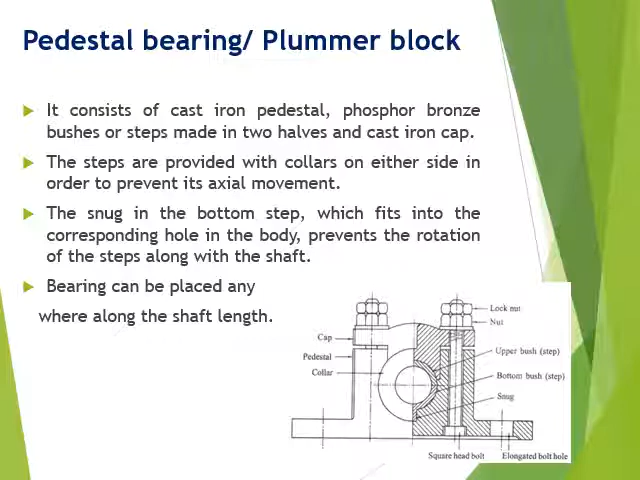 Pedestal bearing/ Plummer block
It consists of cast iron pedestal, phosphor bronze
bushes or steps made in two halves and cast iron cap.
The steps are provided with collars on either side in
order to prevent its axial movement.
The snug in the bottom step, which fits into the
corresponding hole in the body, prevents the rotation
of the steps along with the shaft.
Bearing can be placed any
where along the shaft length.
Lock nut
Nut
Cap
Pedestal
Collar
Upper bush (step)
Bottom bush (step)
Snug
Square head bolt
Elongated bolt hole